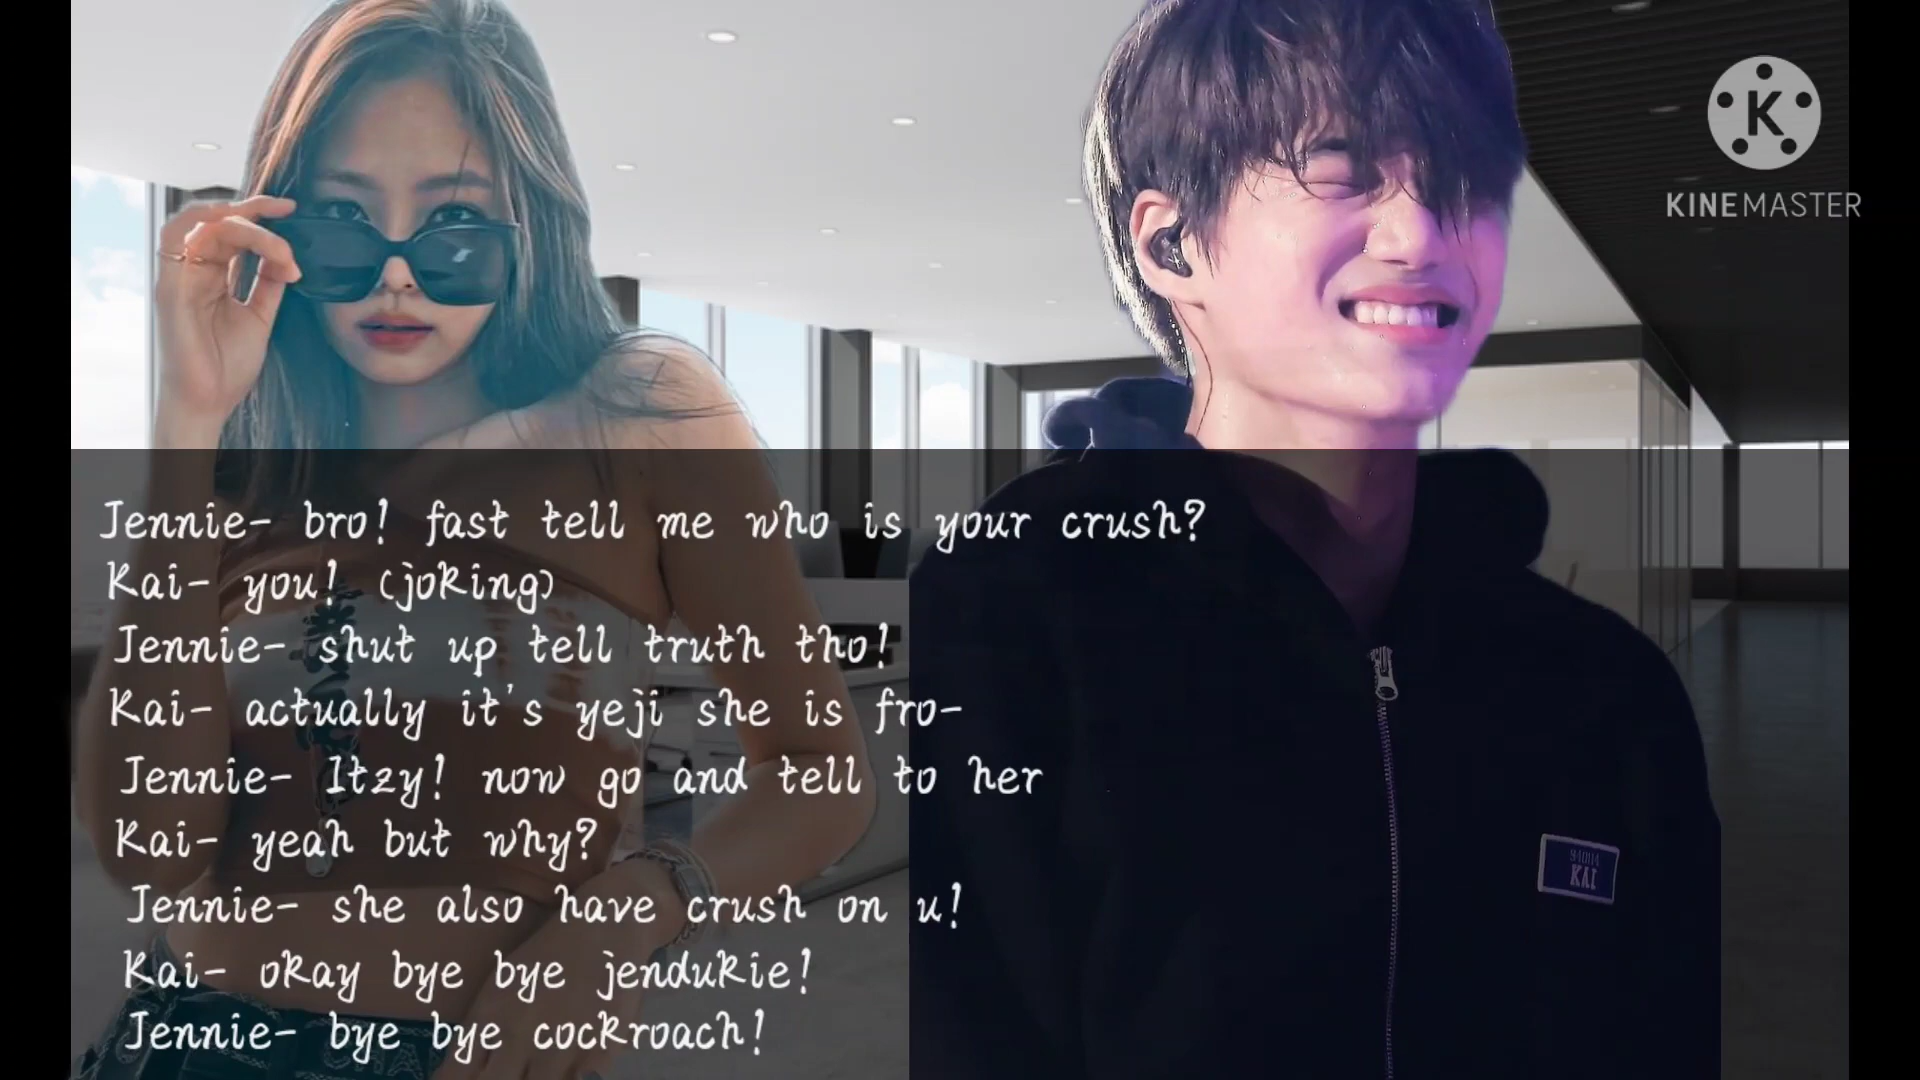 KINEMASTER
Jennie- bro! fast tell me who is your crush?
Kai- you! (joking)
Jennie- shut up tell truth tho!
Kai- actually it's yeji she is fro-
Jennie- Itzy! now go and tell to her
Kai- yeah but why?
Jennie- she also have crush on u!
Kai- okay bye bye jendukie!
Jennie- bye bye cockroach!
940114
KAI